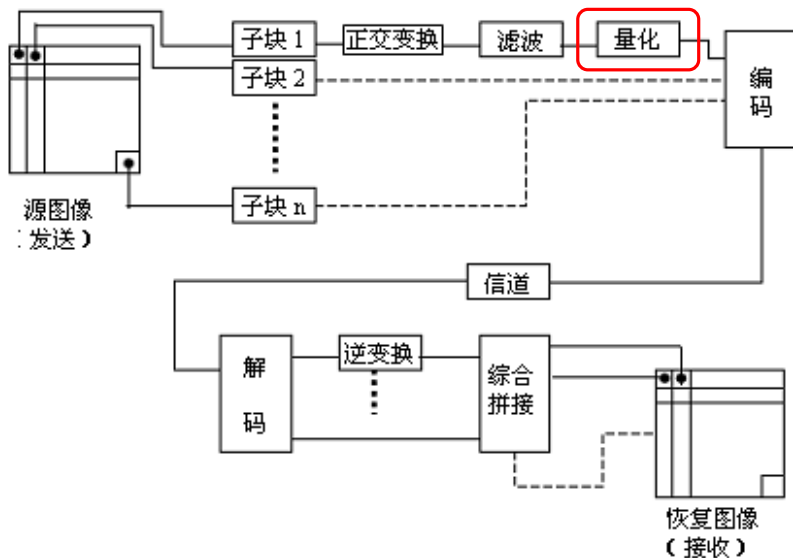 子块 1
正交变换
滤波
量化
子块 2
编
码
子块 n
源图像
:发送）
信道
解
码
逆变换
综合
拼接
恢复图像
（接收）